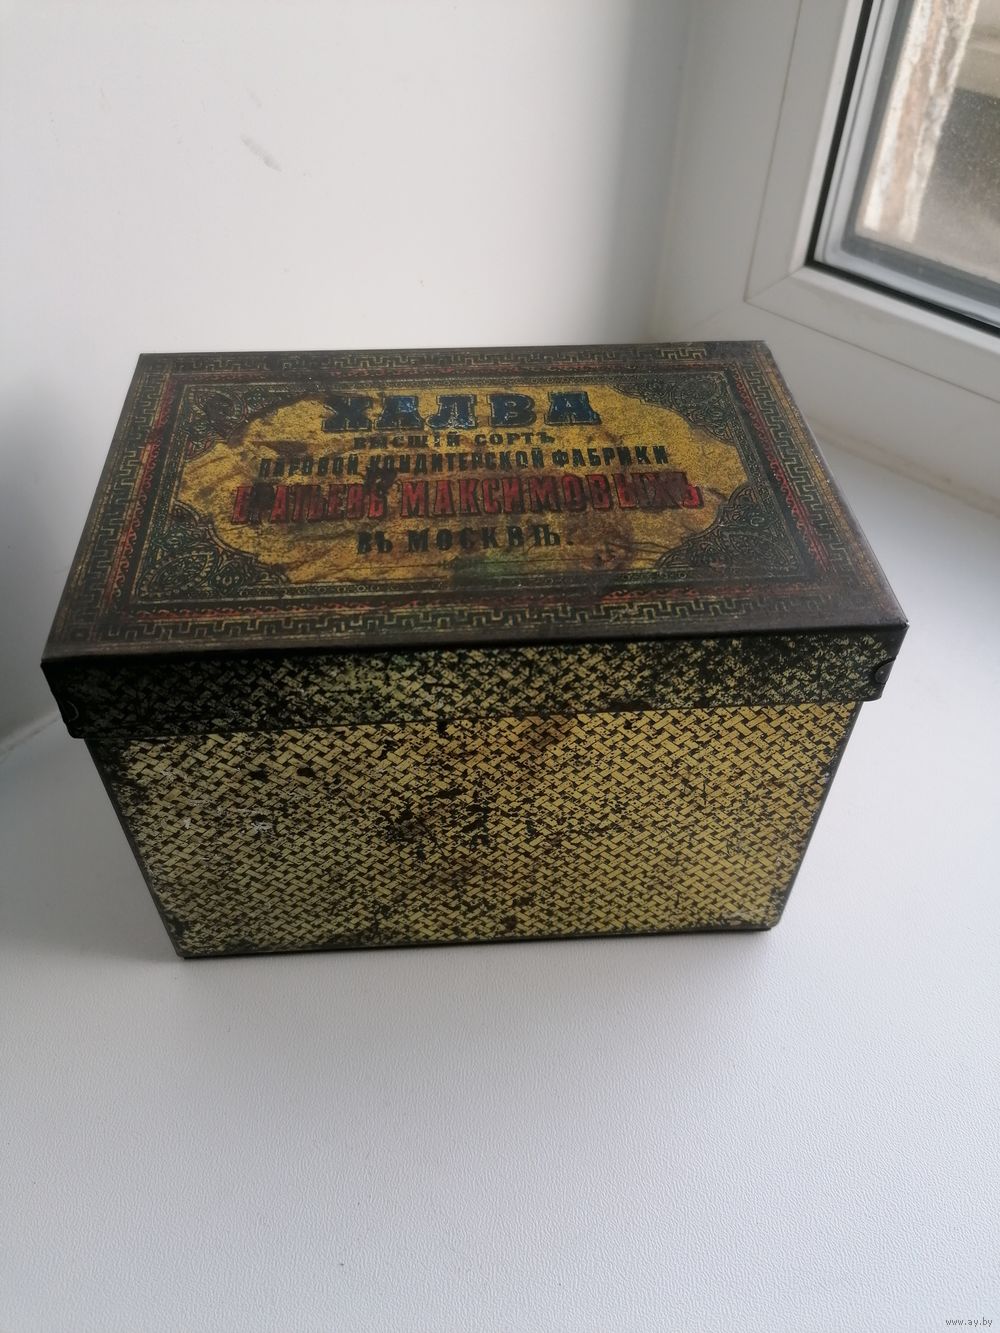 ХАЛВА
ВЫСШІЙ СОРТЪ
ПАРОВОЙ КОНДИТЕРСКОЙ ФАБРИКИ
БРАТЬЕВЪ МАКСИМОВЫХЪ
ВЪ МОСКВѢ.
www.ay.by